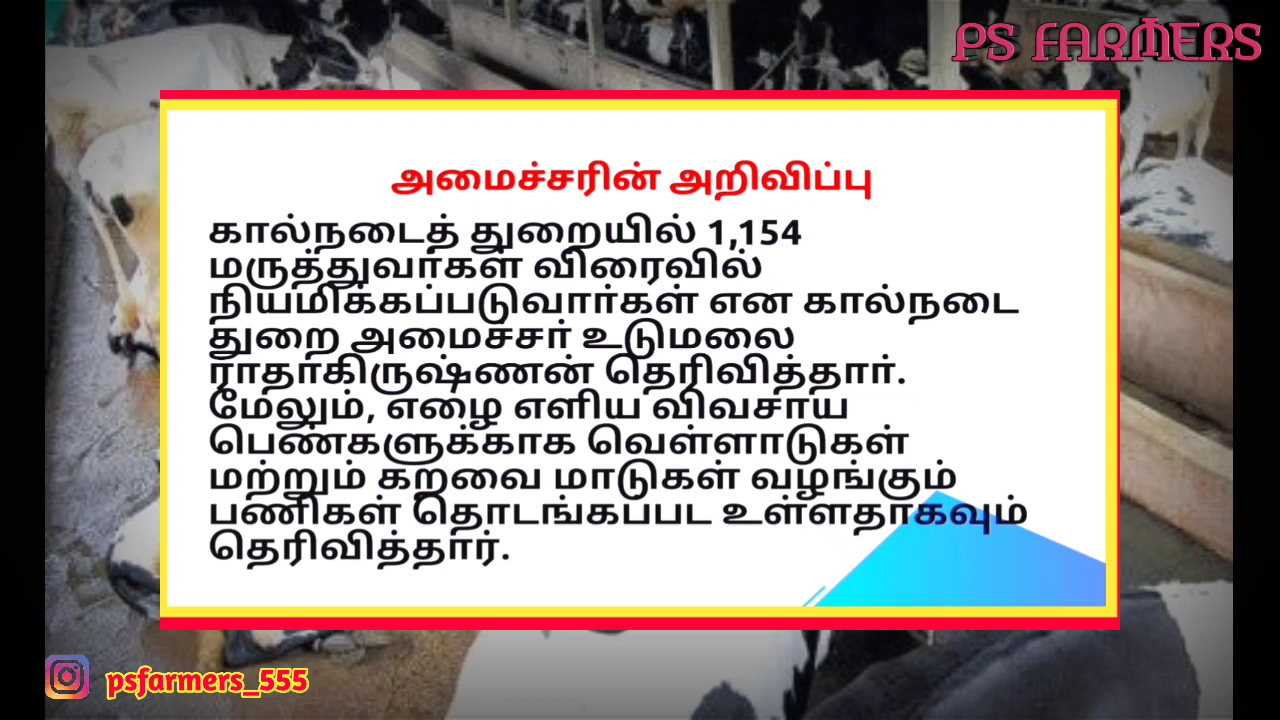 PS FARMERS
அமைச்சரின் அறிவிப்பு
கால்நடைத் துறையில் 1,154
மருத்துவர்கள் விரைவில்
நியமிக்கப்படுவார்கள் என கால்நடை
துறை அமைச்சர் உடுமலை
ராதாகிருஷ்ணன் தெரிவித்தார்.
மேலும், எழை எளிய விவசாய
பெண்களுக்காக வெள்ளாடுகள்
மற்றும் கறவை மாடுகள் வழங்கும்
பணிகள் தொடங்கப்பட உள்ளதாகவும்
தெரிவித்தார்.
psfarmers_555